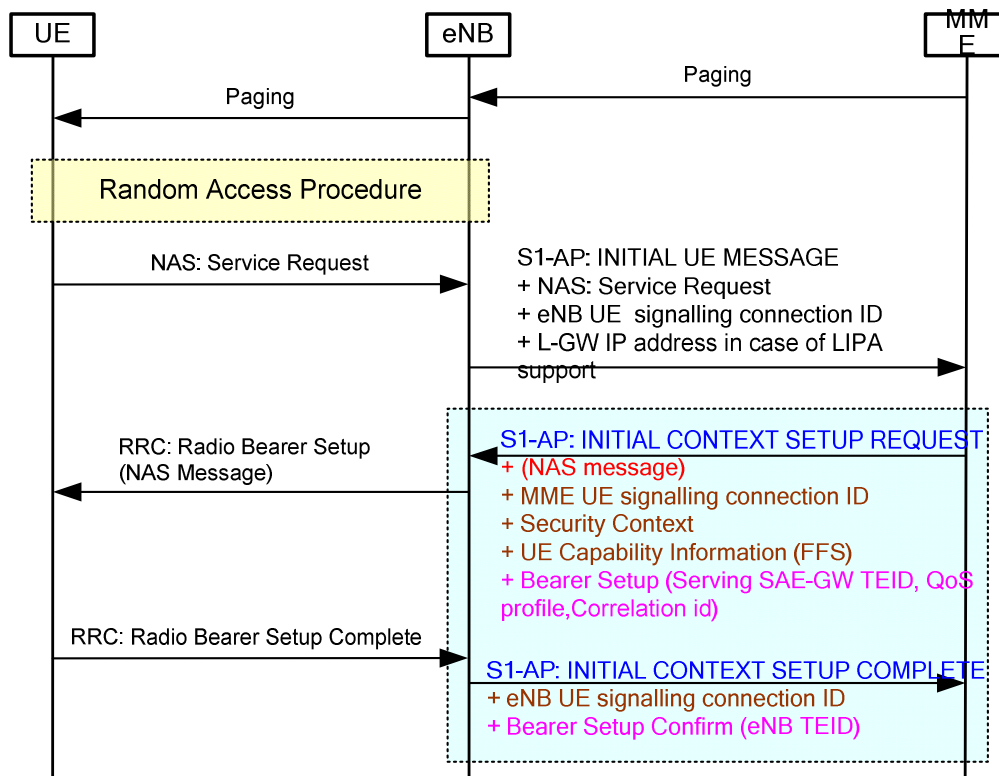 UE
eNB
MM
E
Paging
Paging
Random Access Procedure
NAS: Service Request
S1-AP: INITIAL UE MESSAGE
+ NAS: Service Request
+ eNB UE signalling connection ID
+ L-GW IP address in case of LIPA
support
RRC: Radio Bearer Setup
(NAS Message)
S1-AP: INITIAL CONTEXT SETUP REQUEST
+ (NAS message)
+ MME UE signalling connection ID
+ Security Context
+ UE Capability Information (FFS)
+ Bearer Setup (Serving SAE-GW TEID, QoS
profile,Correlation id)
RRC: Radio Bearer Setup Complete
S1-AP: INITIAL CONTEXT SETUP COMPLETE
+ eNB UE signalling connection ID
+ Bearer Setup Confirm (eNB TEID)